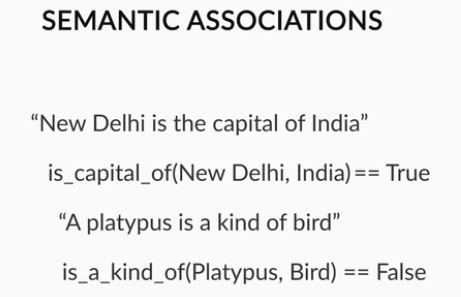 SEMANTIC ASSOCIATIONS
“New Delhi is the capital of India”
is_capital_of(New Delhi, India)== True
“A platypus is a kind of bird”
is_a_kind_of(Platypus, Bird) == False